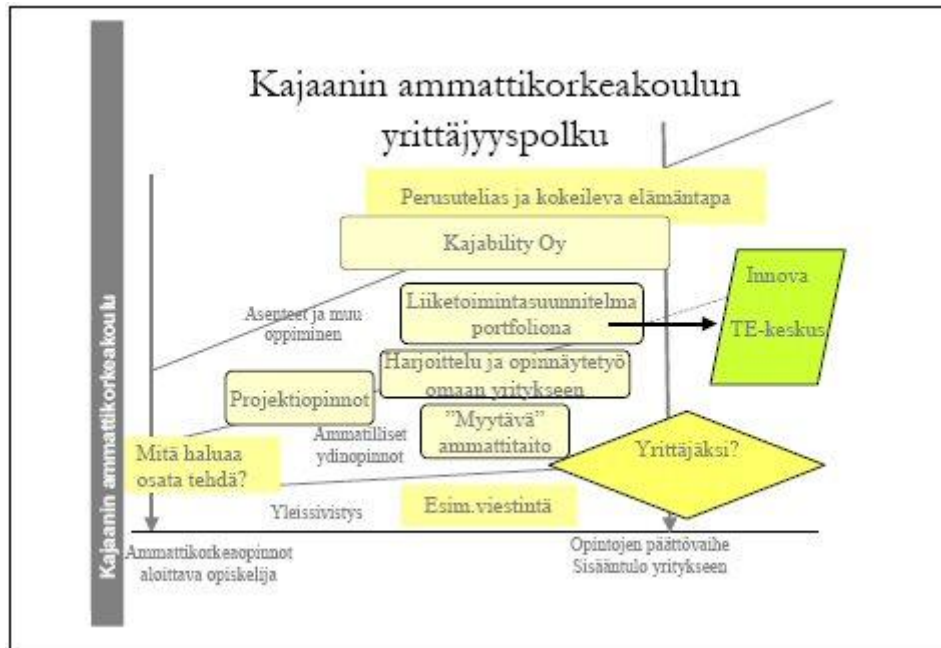 Kajaanin ammattikorkeakoulu
Kajaanin ammattikorkeakoulun
yrittäjyyspolku
Perusutelias ja kokeileva elämäntapa
Kajability Oy
Innova
TE-keskus
Liiketoimintasuunnitelma
portfoliona
Asenteet ja muu
oppiminen
Harjoittelu ja opinnäytetyö
omaan yritykseen
Projektiopinnot
"Myytävä"
ammattitaito
Ammatilliset
ydinopinnot
Mitä haluaa
osata tehdä?
Yrittäjäksi?
Yleissivistys
Esim.viestintä
Ammattikorkeaopinnot
aloittava opiskelija
Opintojen päättövaihe
Sisääntulo yritykseen